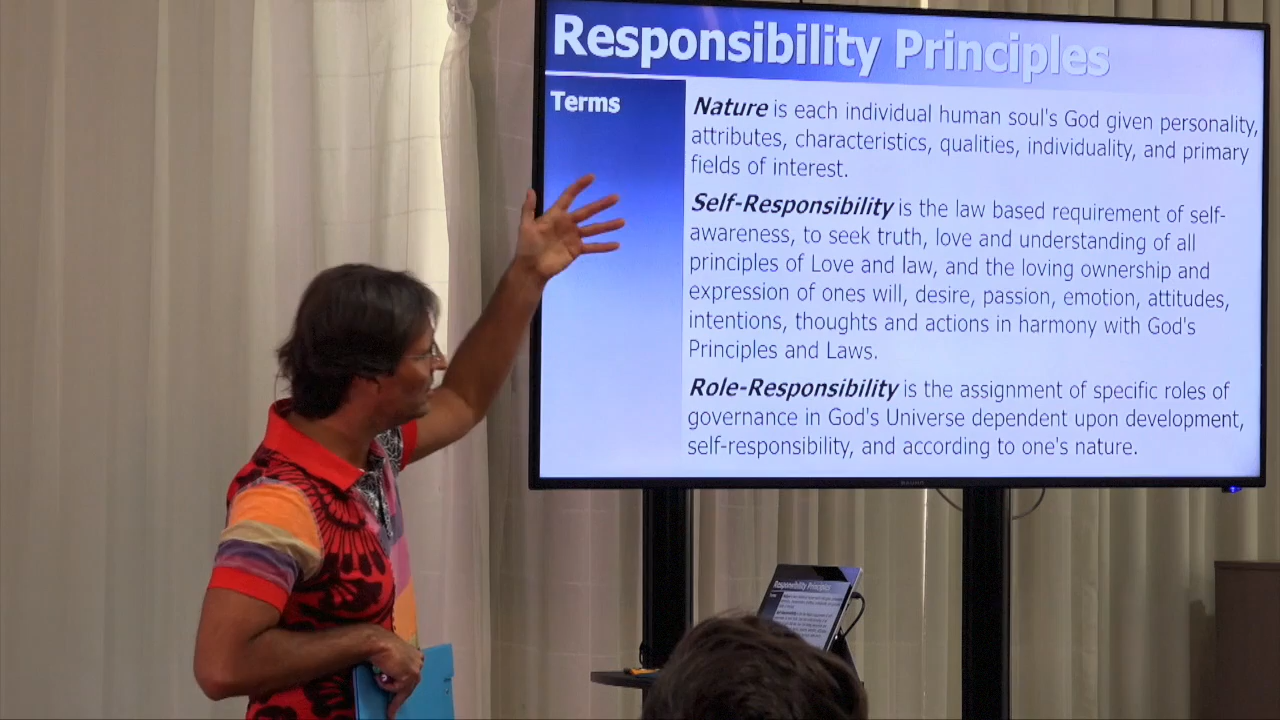 Responsibility Principles
Terms
Nature is each individual human soul's God given personality,
attributes, characteristics, qualities, individuality, and primary
fields of interest.
Self-Responsibility is the law based requirement of self-
awareness, to seek truth, love and understanding of all
principles of Love and law, and the loving ownership and
expression of ones will, desire, passion, emotion, attitudes,
intentions, thoughts and actions in harmony with God's
Principles and Laws.
Role-Responsibility is the assignment of specific roles of
governance in God's Universe dependent upon development,
self-responsibility, and according to one's nature.
Responsibility Principles